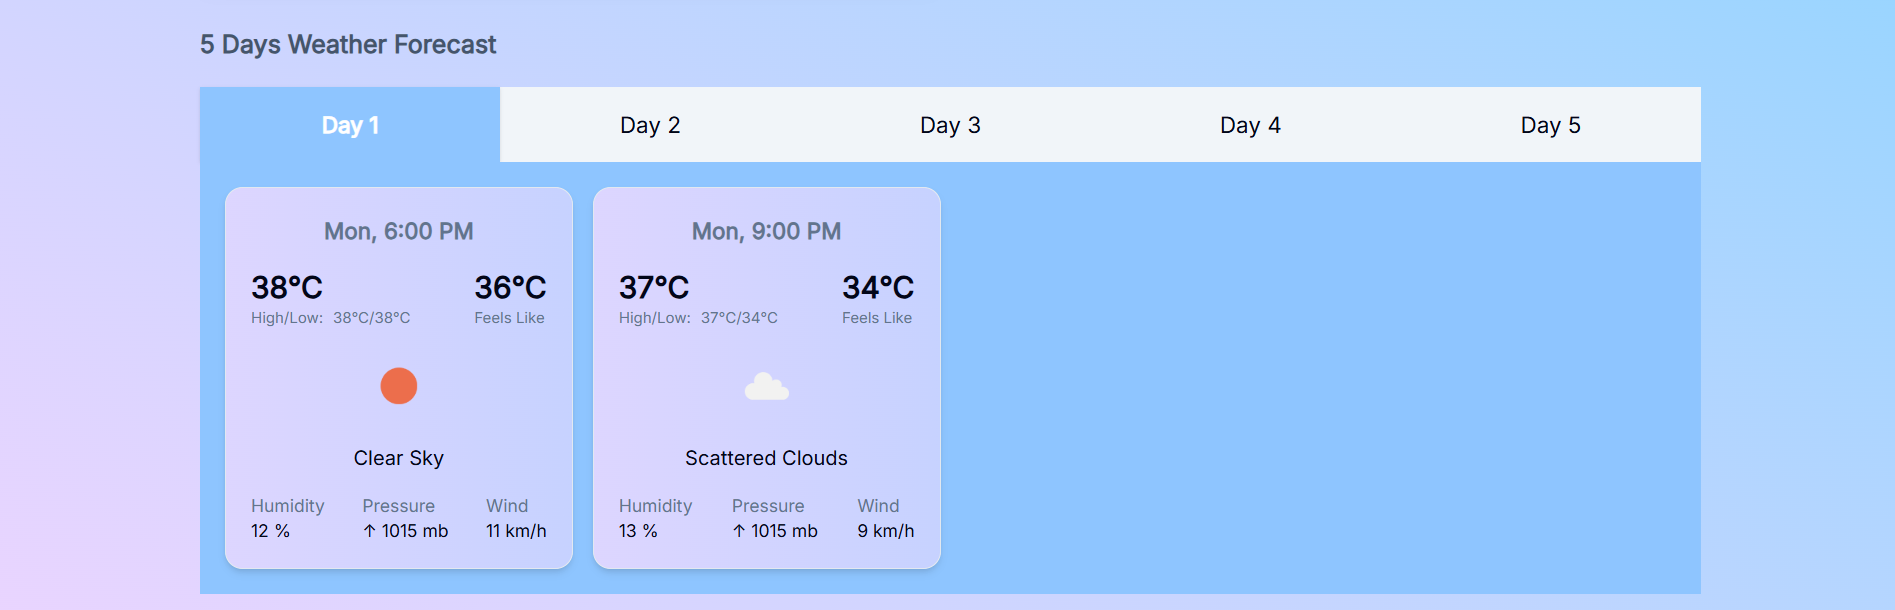 5 Days Weather Forecast
Day 1 Day 2 Day 3 Day 4 Day 5
Mon, 6:00 PM
38°C 36°C
High/Low: 38°C/38°C Feels Like
Clear Sky
Humidity Pressure Wind
12 % ↑ 1015 mb 11 km/h
Mon, 9:00 PM
37°C 34°C
High/Low: 37°C/34°C Feels Like
Scattered Clouds
Humidity Pressure Wind
13 % ↑ 1015 mb 9 km/h